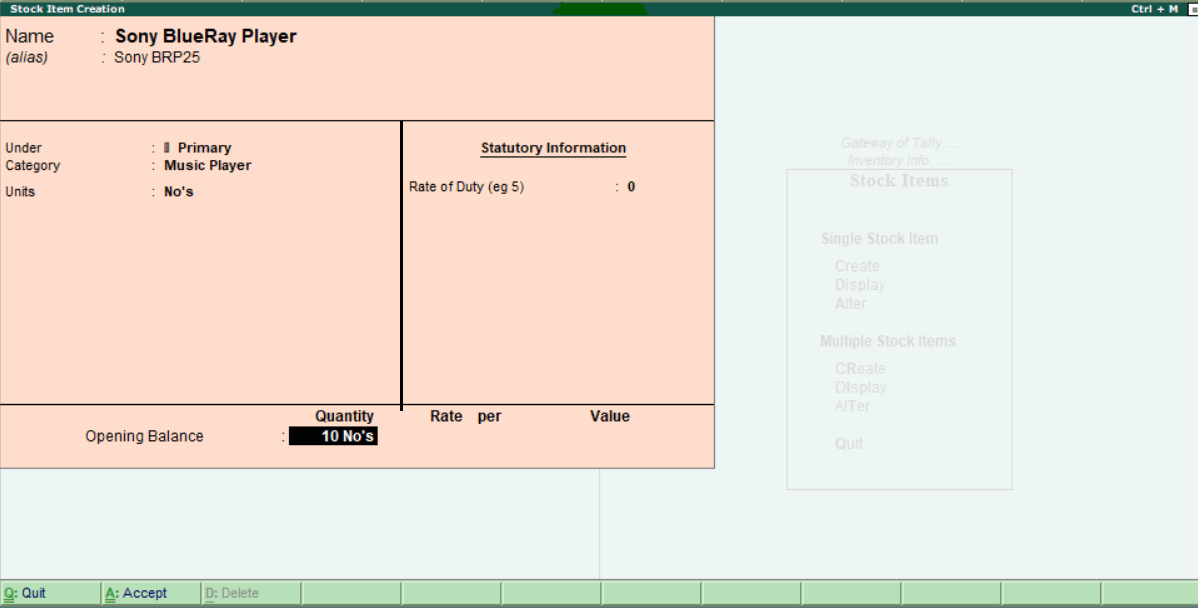 Stock Item Creation Ctrl + M
Name : Sony BlueRay Player
(alias) : Sony BRP25
Under : Primary
Category : Music Player
Units : No's
Statutory Information
Rate of Duty (eg 5) : 0
Quantity Rate per Value
Opening Balance : 10 No's
Gateway of Tally ....
Inventory Info. ....
Stock Items
Single Stock Item
Create
Display
Alter
Multiple Stock Items
CReate
DIsplay
AlTer
Quit
Q: Quit A: Accept D: Delete